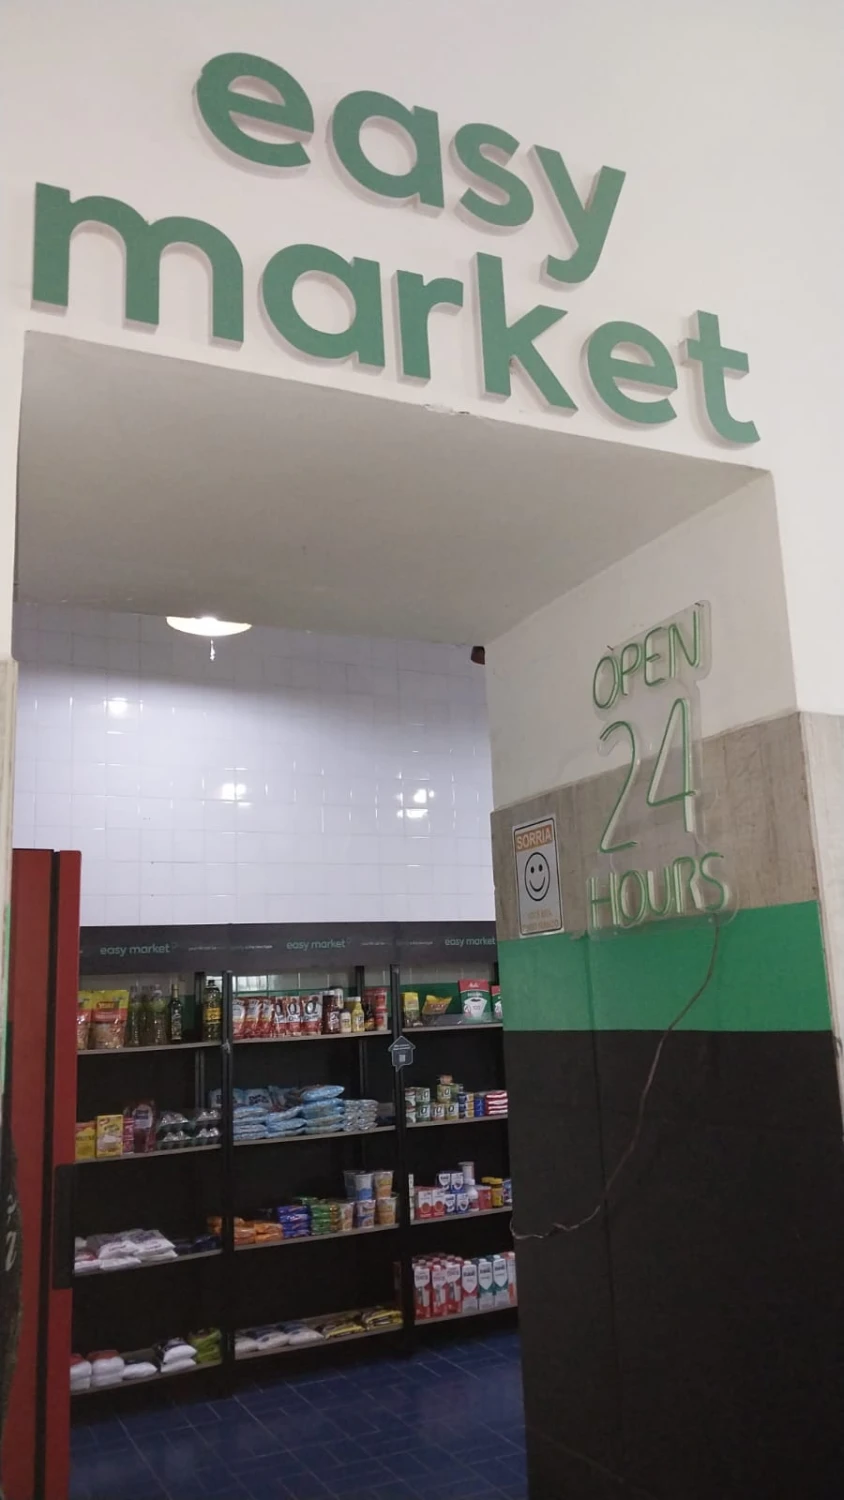 easy
market
OPEN
24
HOURS
SORRIA
easy market
easy market
easy market